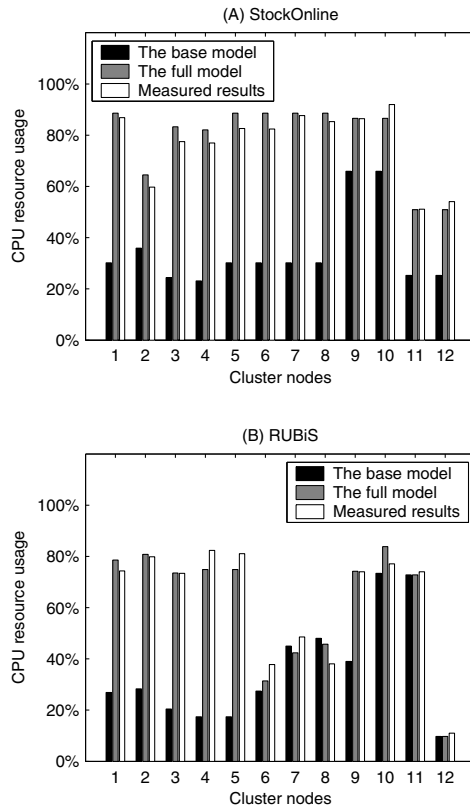 (A) StockOnline
The base model
The full model
Measured results
100%
80%
60%
40%
20%
0%
CPU resource usage
1 2 3 4 5 6 7 8 9 10 11 12
Cluster nodes
(B) RUBiS
The base model
The full model
Measured results
100%
80%
60%
40%
20%
0%
CPU resource usage
1 2 3 4 5 6 7 8 9 10 11 12
Cluster nodes